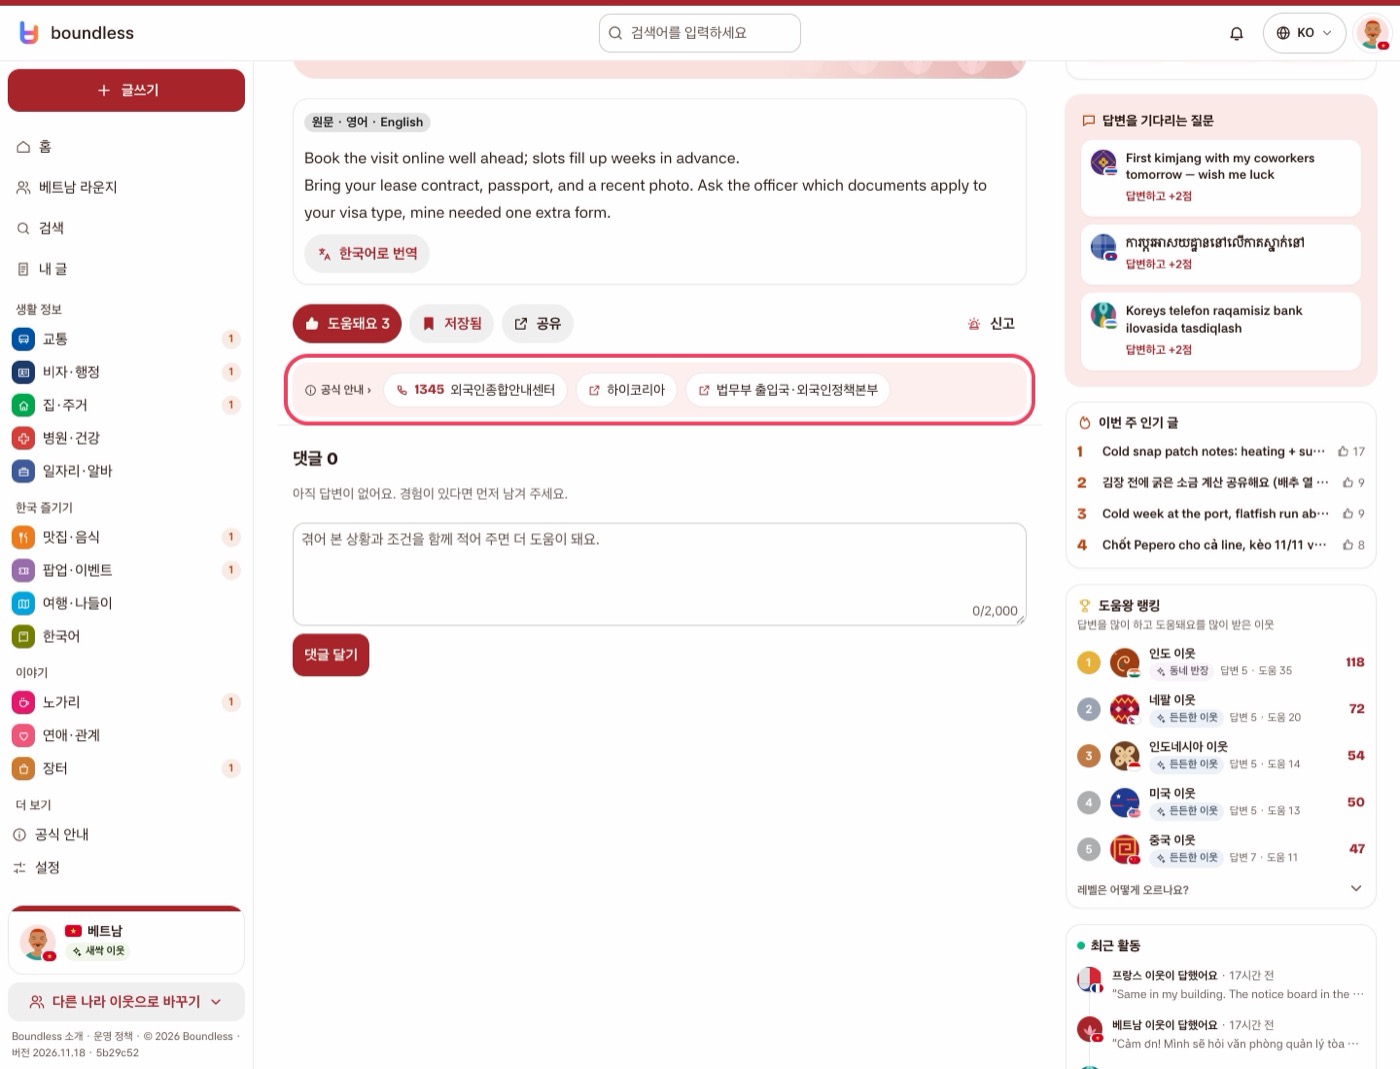 boundless
검색어를 입력하세요
KO
글쓰기
홈
베트남 라운지
검색
내 글
생활 정보
교통 1
비자·행정 1
집·주거 1
병원·건강
일자리·알바
한국 즐기기
맛집·음식 1
팝업·이벤트 1
여행·나들이
한국어
이야기
노가리 1
연애·관계
장터 1
더 보기
공식 안내
설정
베트남
새싹 이웃
다른 나라 이웃으로 바꾸기
Boundless 소개 · 운영 정책 · © 2026 Boundless ·
버전 2026.11.18 · 5b29c52
원문 · 영어 · English
Book the visit online well ahead; slots fill up weeks in advance.
Bring your lease contract, passport, and a recent photo. Ask the officer which documents apply to
your visa type, mine needed one extra form.
한국어로 번역
도움돼요 3
저장됨
공유
신고
공식 안내 ›
1345 외국인종합안내센터
하이코리아
법무부 출입국·외국인정책본부
댓글 0
아직 답변이 없어요. 경험이 있다면 먼저 남겨 주세요.
겪어 본 상황과 조건을 함께 적어 주면 더 도움이 돼요.
0/2,000
댓글 달기
답변을 기다리는 질문
First kimjang with my coworkers
tomorrow — wish me luck
답변하고 +2점
ការប្តូរអាសយដ្ឋាននៅលើកាតស្នាក់នៅ
답변하고 +2점
Koreys telefon raqamisiz bank
ilovasida tasdiqlash
답변하고 +2점
이번 주 인기 글
1 Cold snap patch notes: heating + su··· 17
2 김장 전에 굵은 소금 계산 공유해요 (배추 열 ··· 9
3 Cold week at the port, flatfish run ab··· 9
4 Chốt Pepero cho cả line, kèo 11/11 v··· 8
도움왕 랭킹
답변을 많이 하고 도움돼요를 많이 받은 이웃
1 인도 이웃 118
동네 반장 답변 5 · 도움 35
2 네팔 이웃 72
든든한 이웃 답변 5 · 도움 20
3 인도네시아 이웃 54
든든한 이웃 답변 5 · 도움 14
4 미국 이웃 50
든든한 이웃 답변 5 · 도움 13
5 중국 이웃 47
든든한 이웃 답변 7 · 도움 11
레벨은 어떻게 오르나요?
최근 활동
프랑스 이웃이 답했어요 · 17시간 전
"Same in my building. The notice board in the ···
베트남 이웃이 답했어요 · 17시간 전
"Cảm ơn! Mình sẽ hỏi văn phòng quản lý tòa ···